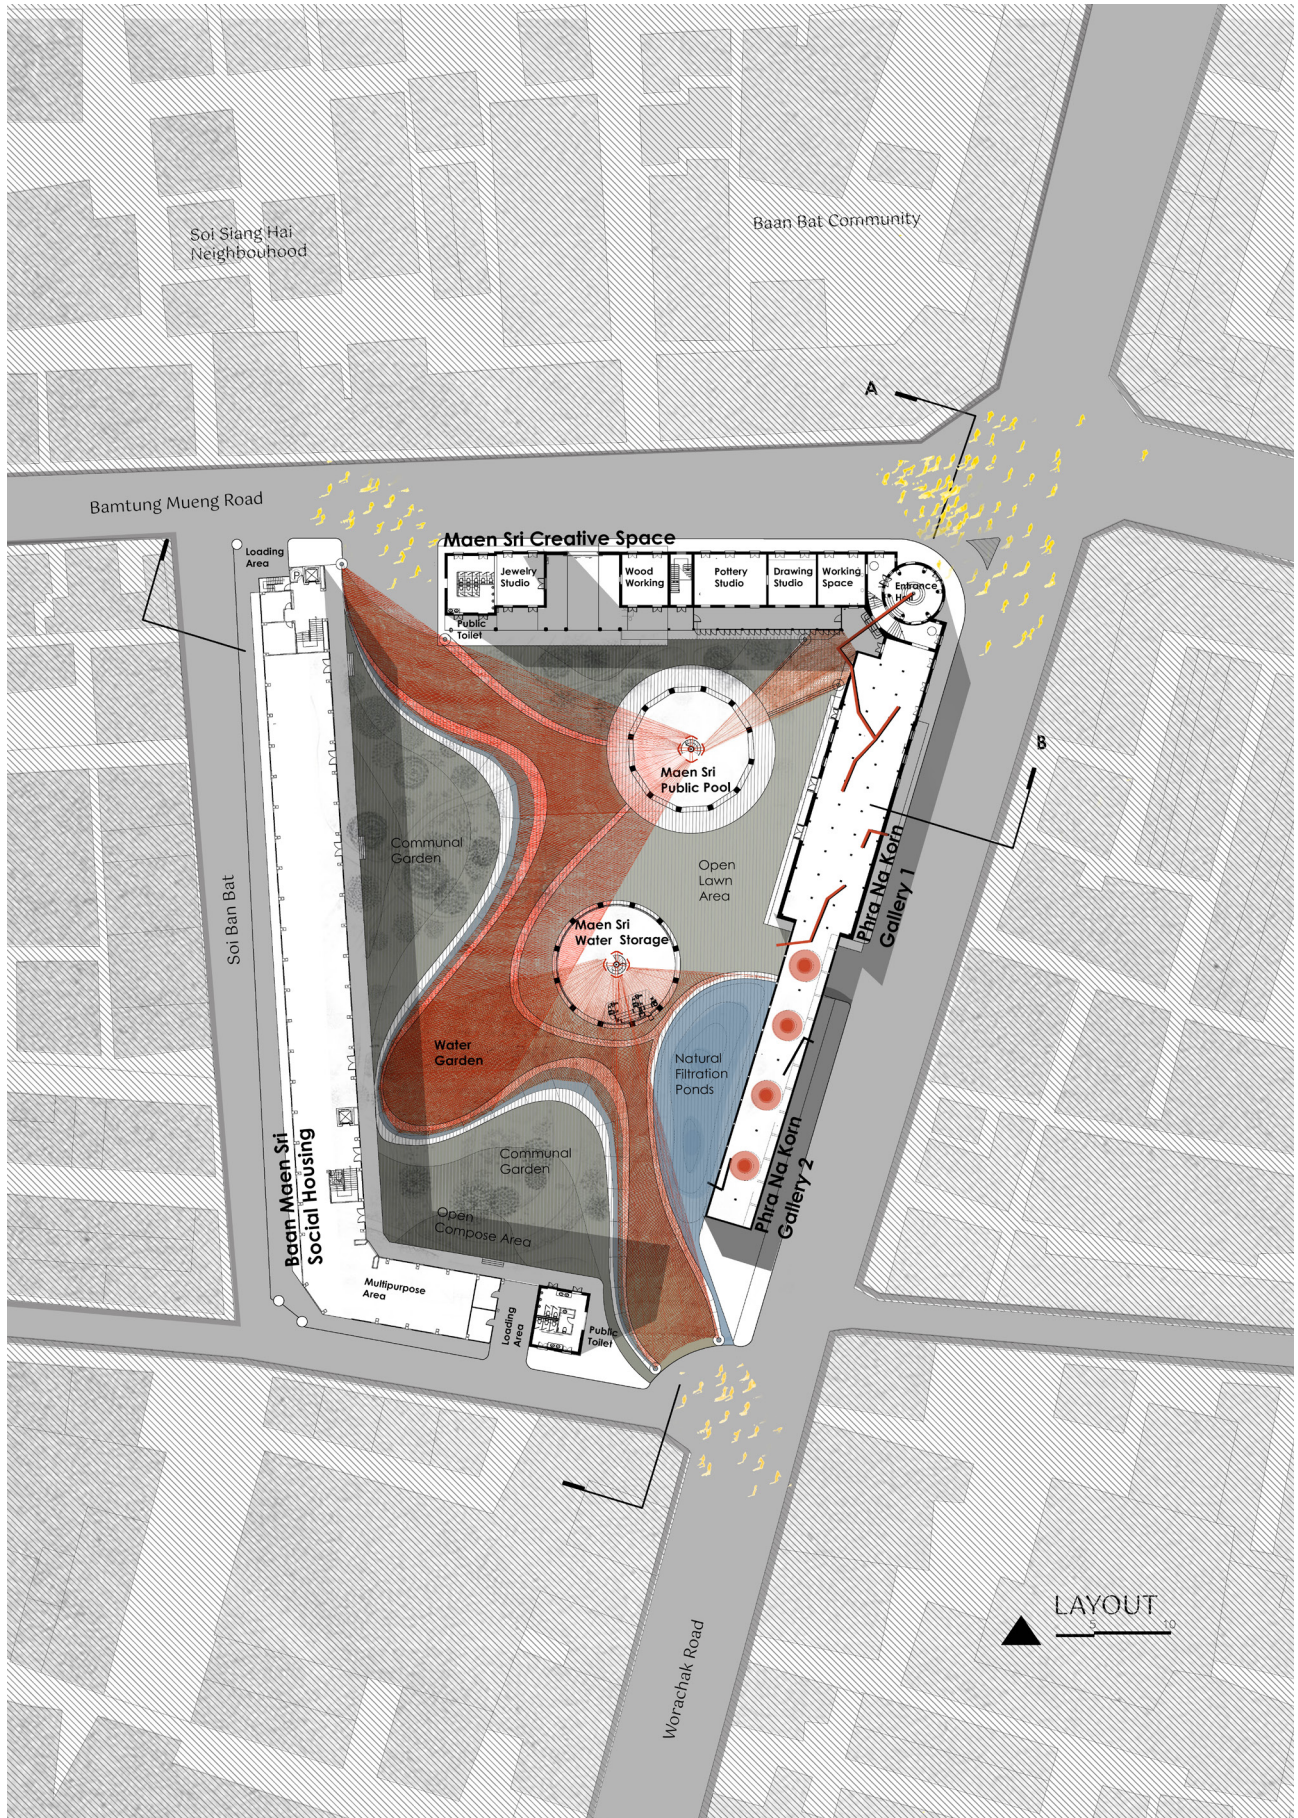 Soi Siang Hai
Neighbouhood
Baan Bat Community
A
Bamtung Mueng Road
Maen Sri Creative Space
Loading
Area
P
Jewelry
Studio
Wood
Working
Pottery
Studio
Drawing
Studio
Working
Space
Entrance
Hall
Public
Toilet
B
Maen Sri
Public Pool
Communal
Garden
Open
Lawn
Area
Phra Na Korn
Gallery 1
Soi Ban Bat
Maen Sri
Water Storage
Water
Garden
Natural
Filtration
Ponds
Communal
Garden
Phra Na Korn
Gallery 2
Baan Maen Sri
Social Housing
Open
Compose Area
Multipurpose
Area
Loading
Area
Public
Toilet
Worachak Road
LAYOUT
5 10